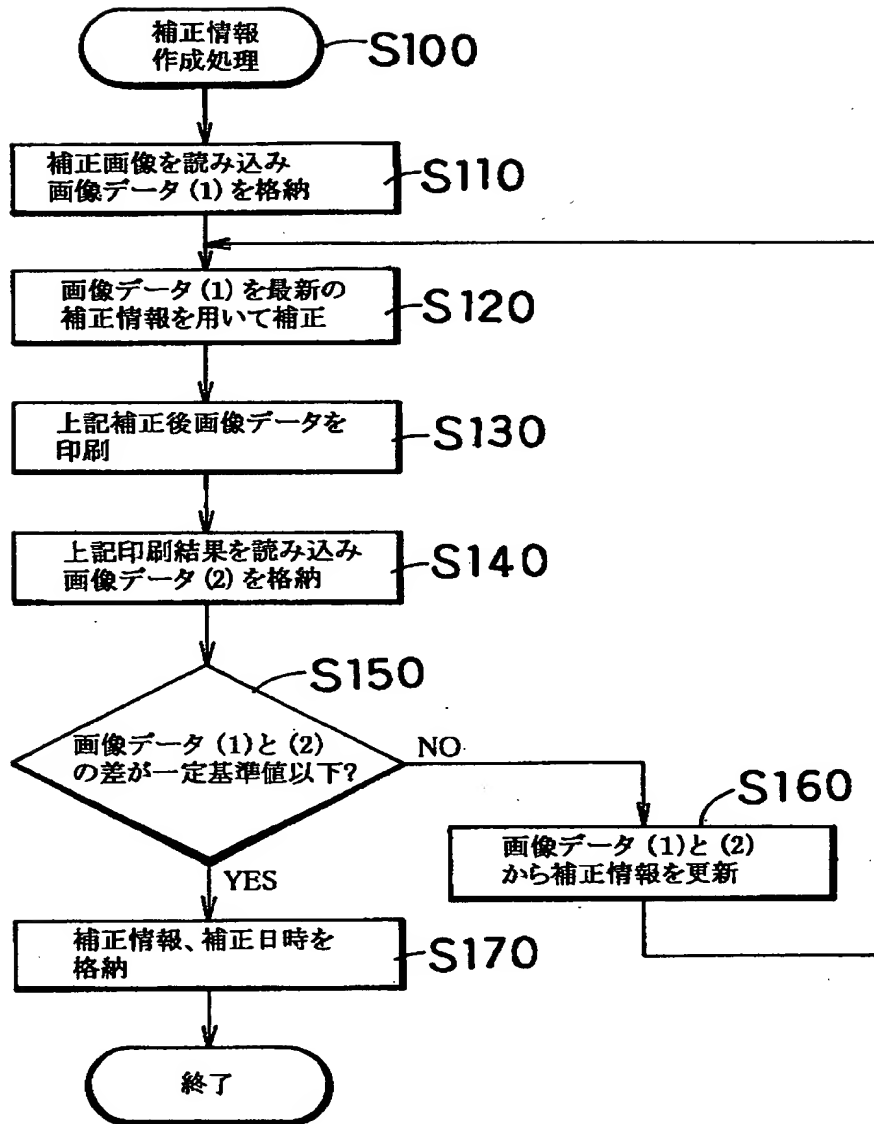 補正情報
作成処理
S100
補正画像を読み込み
画像データ(1)を格納
S110
画像データ(1)を最新の
補正情報を用いて補正
S120
上記補正後画像データを
印刷
S130
上記印刷結果を読み込み
画像データ(2)を格納
S140
S150
画像データ(1)と(2)
の差が一定基準値以下?
NO
S160
画像データ(1)と(2)
から補正情報を更新
YES
補正情報、補正日時を
格納
S170
終了